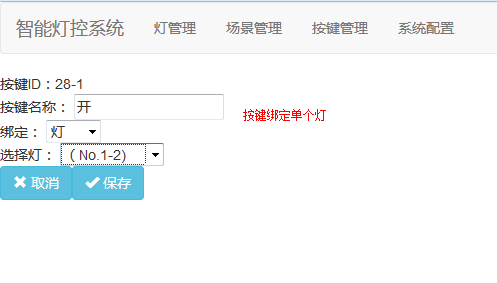 智能灯控系统 灯管理 场景管理 按键管理 系统配置
按键ID：28-1
按键名称： 开
按键绑定单个灯
绑定： 灯
选择灯： ( No.1-2)
取消 保存